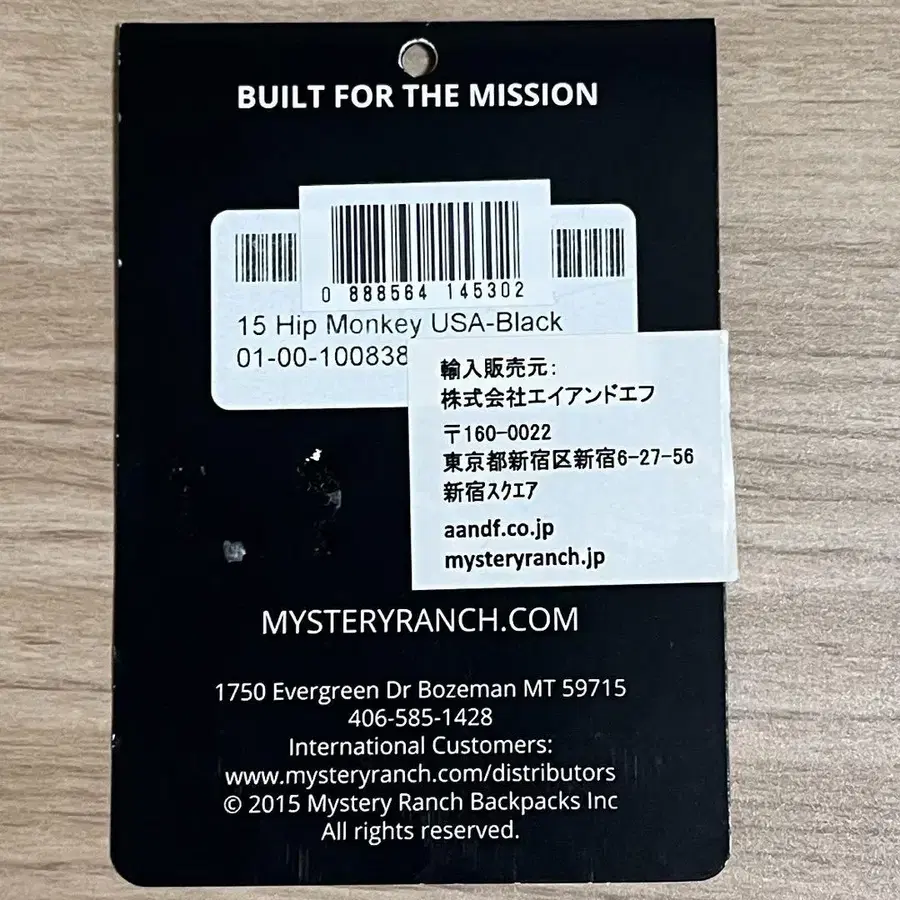 BUILT FOR THE MISSION
0 888564 145302
15 Hip Monkey USA-Black
01-00-100838
輸入販売元:
株式会社エイアンドエフ
〒160-0022
東京都新宿区新宿6-27-56
新宿スクエア
aandf.co.jp
mysteryranch.jp
MYSTERYRANCH.COM
1750 Evergreen Dr Bozeman MT 59715
406-585-1428
International Customers:
www.mysteryranch.com/distributors
© 2015 Mystery Ranch Backpacks Inc
All rights reserved.